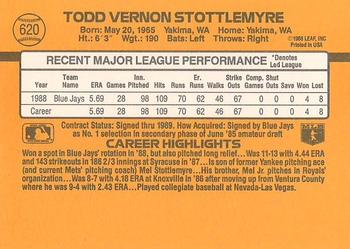 620
TODD VERNON STOTTLEMYRE
Born: May 20, 1965 Yakima, WA Home: Yakima, WA
Ht: 6'3" Wgt: 190 Bats: Left Throws: Right
© 1988 LEAF, INC.
PRINTED IN USA
RECENT MAJOR LEAGUE PERFORMANCE *Denotes Led League
Year Team Name ERA Games Inn. Pitched Won Lost Hits Runs Er. Runs Walks Strike Outs Comp. Games Saves
1988 Blue Jays 5.69 28 98 4 8 109 70 62 46 67 0 0
Career 5.69 28 98 4 8 109 70 62 46 67 0 0
Contract Status: Signed thru 1989. How Acquired: Signed by Blue Jays
as No. 1 selection in secondary phase of Jan. '85 amateur draft
CAREER HIGHLIGHTS
Won a spot in Blue Jays' rotation in '88, but also pitched long relief... Was 11-13 with 4.44 ERA
and 143 strikeouts in 186 2/3 innings at Syracuse in '87... Is son of former Yankee pitching ace
(and current Mets' pitching coach) Mel Stottlemyre... His brother, Mel Jr. pitches in Royals'
organization... Was 8-7 with 4.18 ERA at Knoxville in '86 after moving up from Ventura County
where he was 9-4 with 2.43 ERA... Played collegiate baseball at Nevada-Las Vegas.